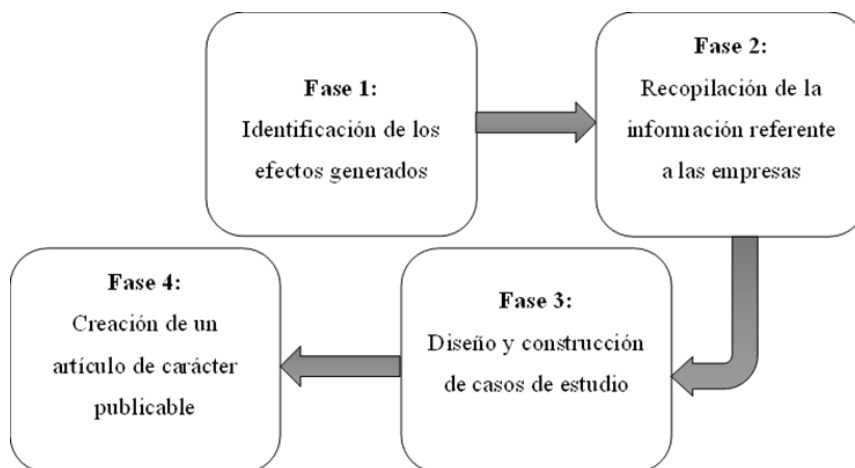 Fase 1:
Identificación de los
efectos generados
Fase 2:
Recopilación de la
información referente
a las empresas
Fase 3:
Diseño y construcción
de casos de estudio
Fase 4:
Creación de un
artículo de carácter
publicable